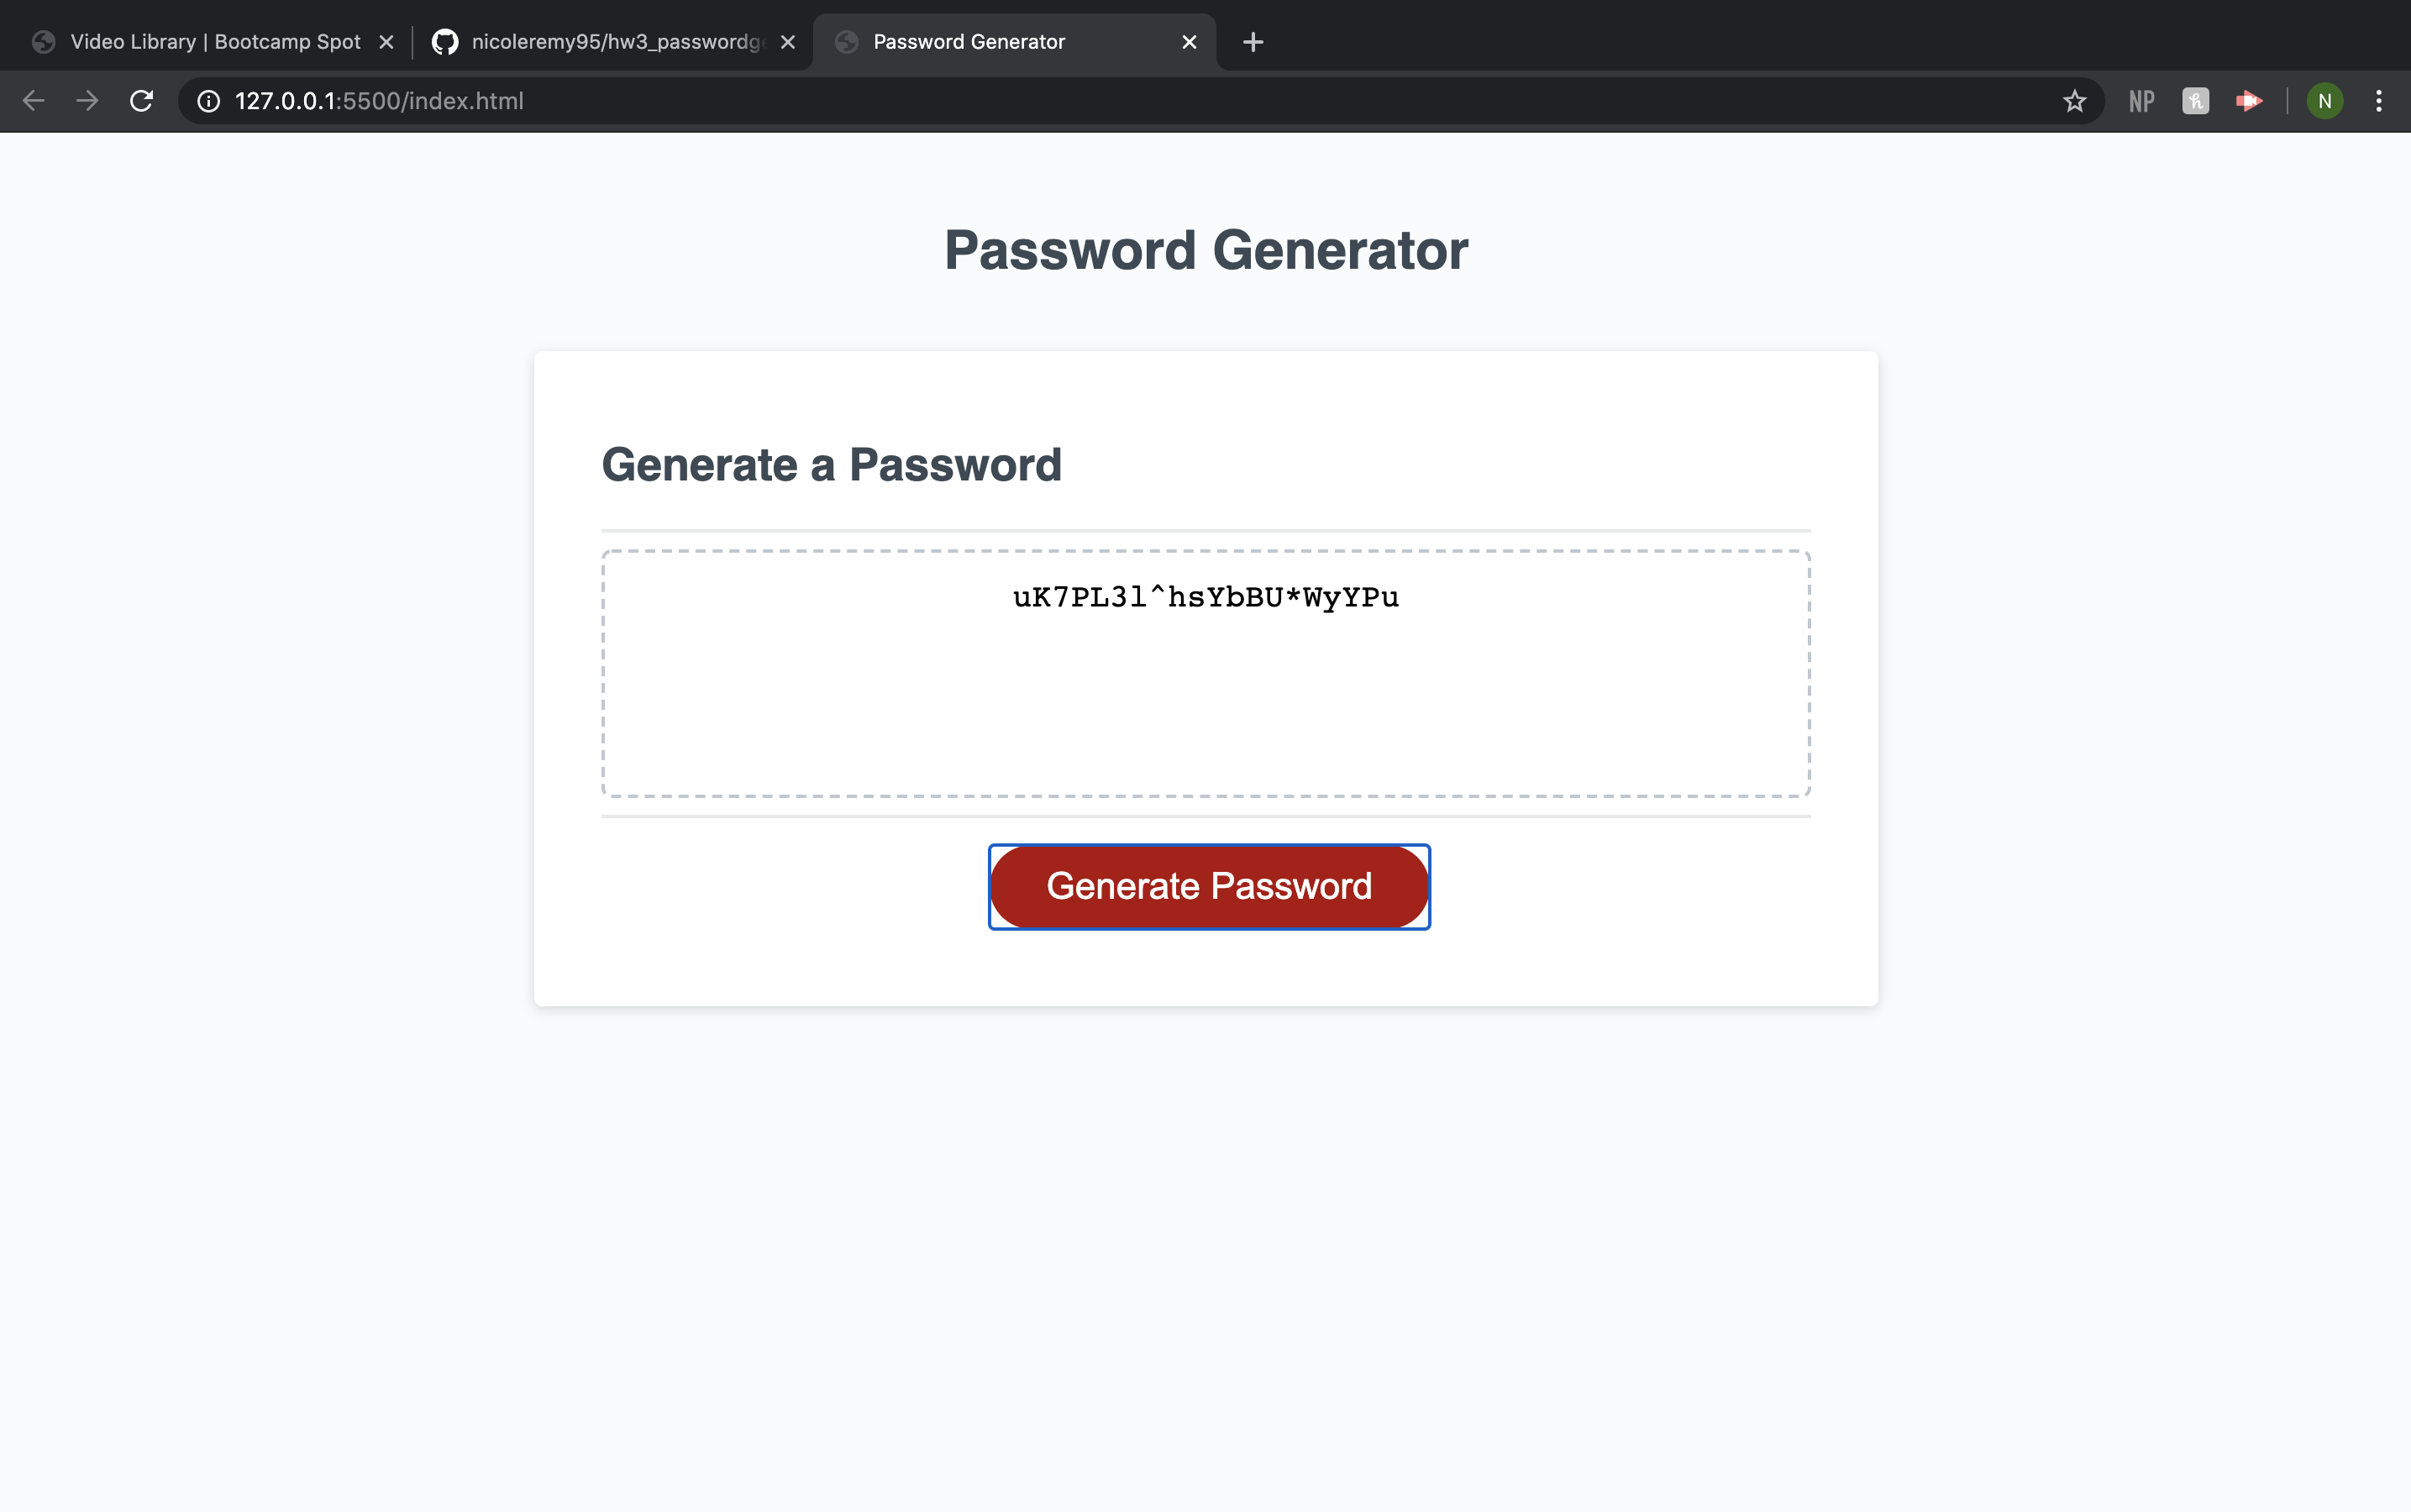 Video Library | Bootcamp Spot
nicoleremy95/hw3_passwordge
Password Generator
127.0.0.1:5500/index.html
NP
N
Password Generator
Generate a Password
uK7PL3l^hsYbBU*WyYPu
Generate Password